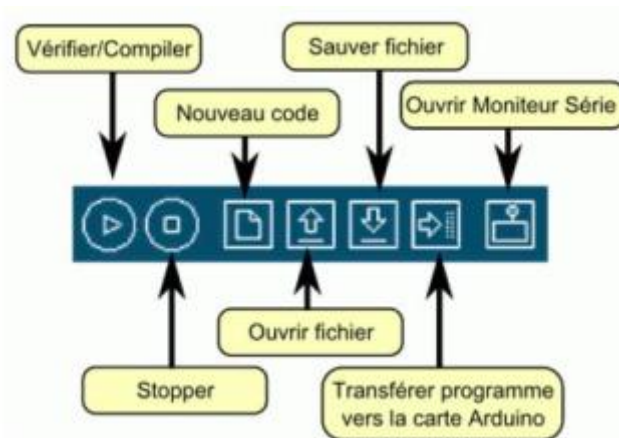 Vérifier/Compiler
Sauver fichier
Nouveau code
Ouvrir Moniteur Série
Ouvrir fichier
Stopper
Transférer programme
vers la carte Arduino